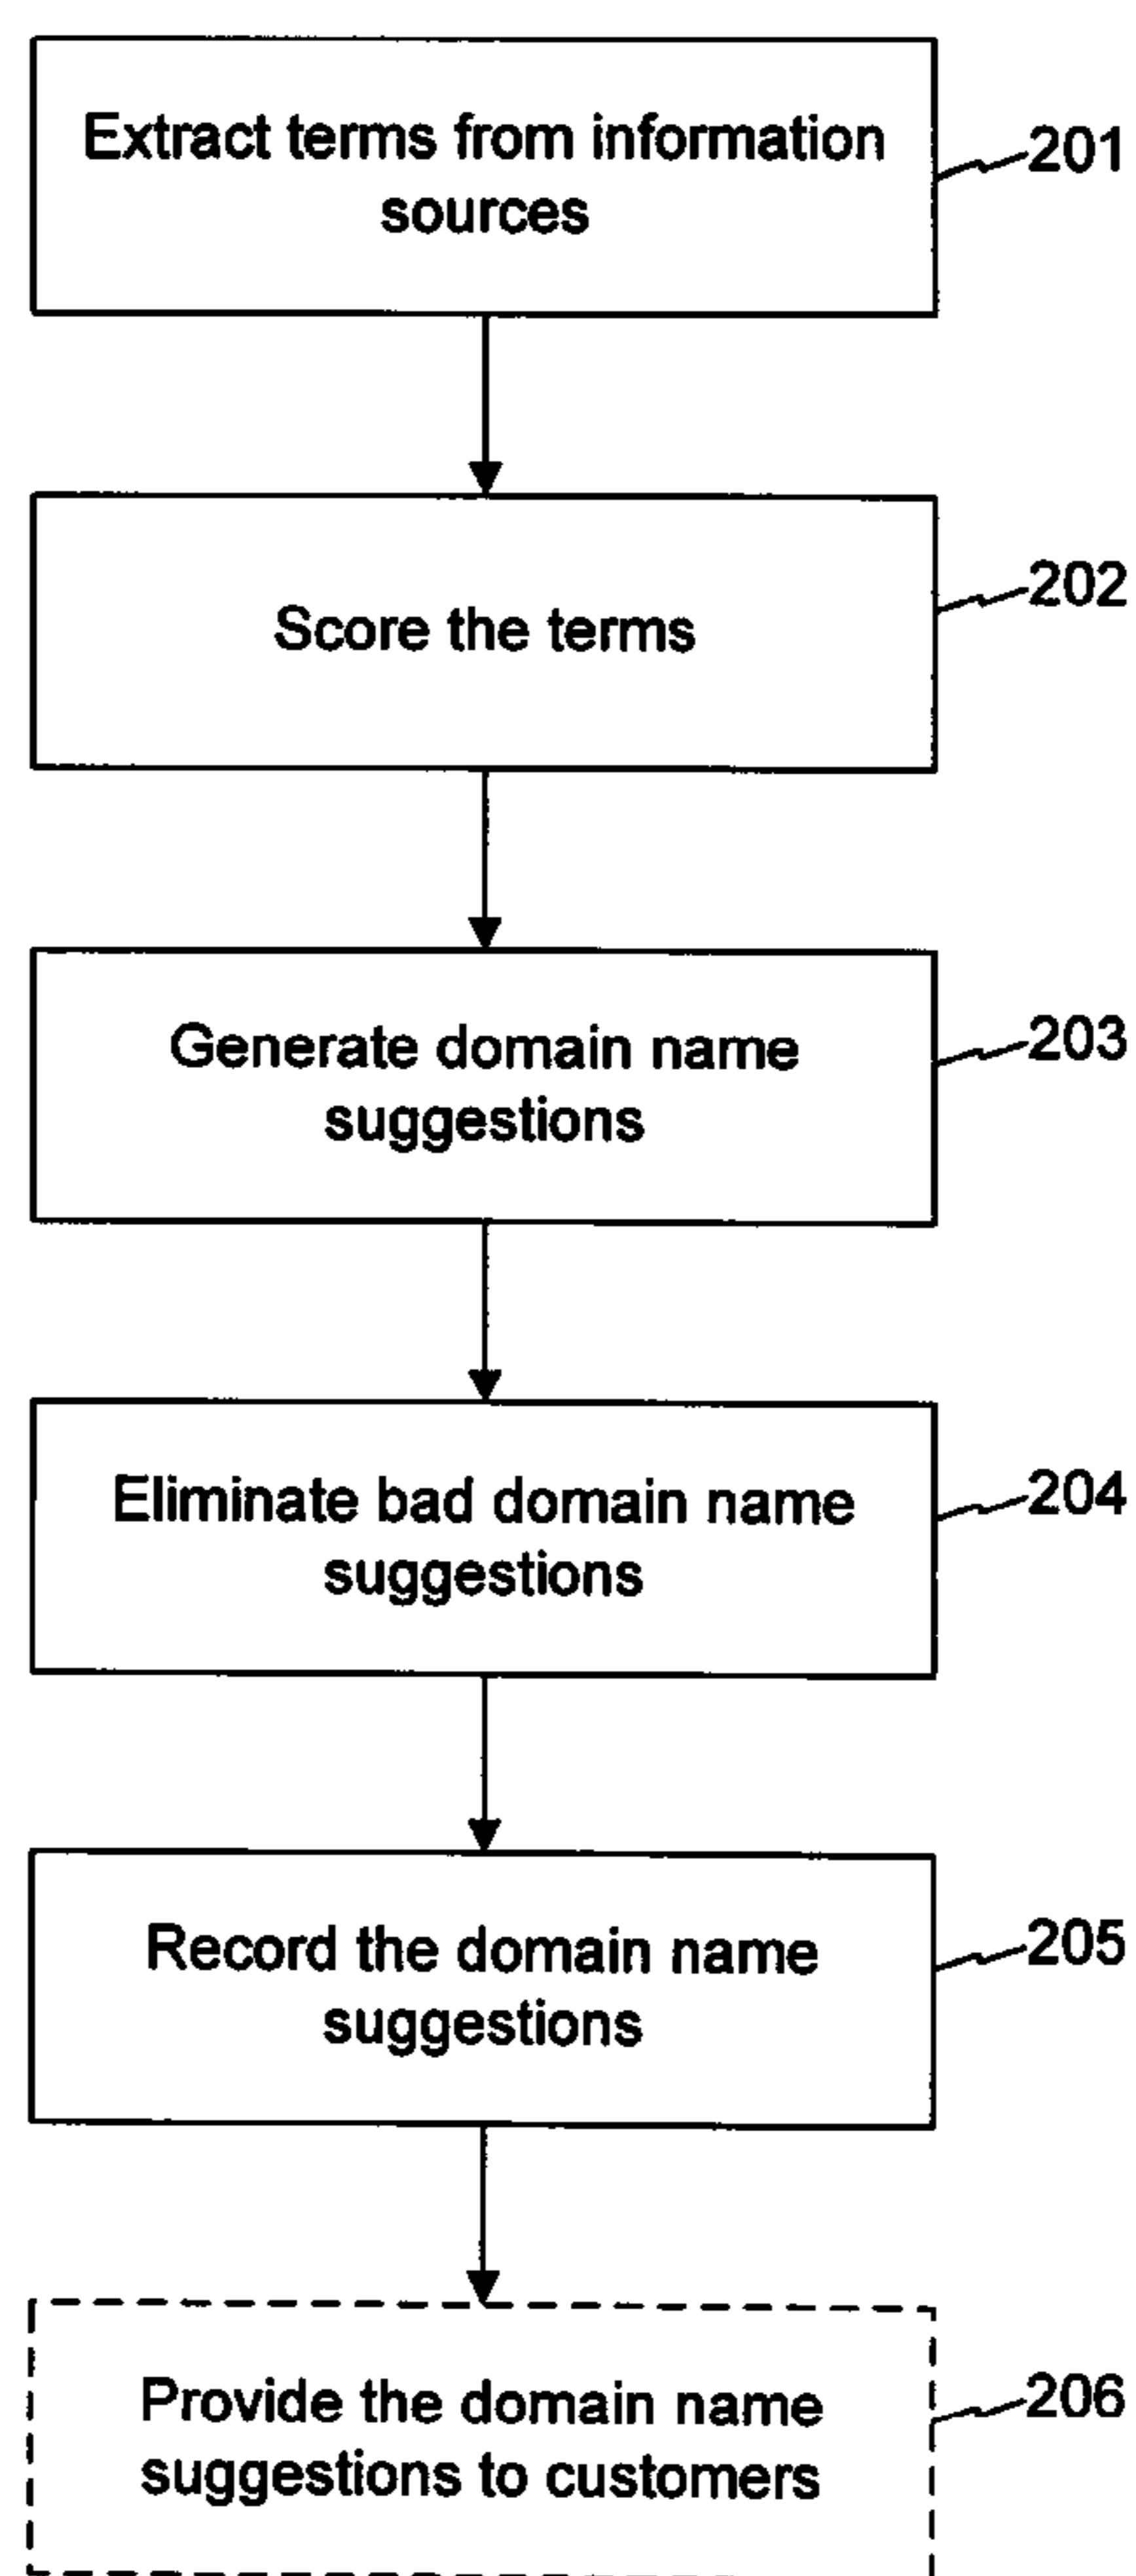 Extract terms from information
sources
201
Score the terms
202
Generate domain name
suggestions
203
Eliminate bad domain name
suggestions
204
Record the domain name
suggestions
205
Provide the domain name
suggestions to customers
206